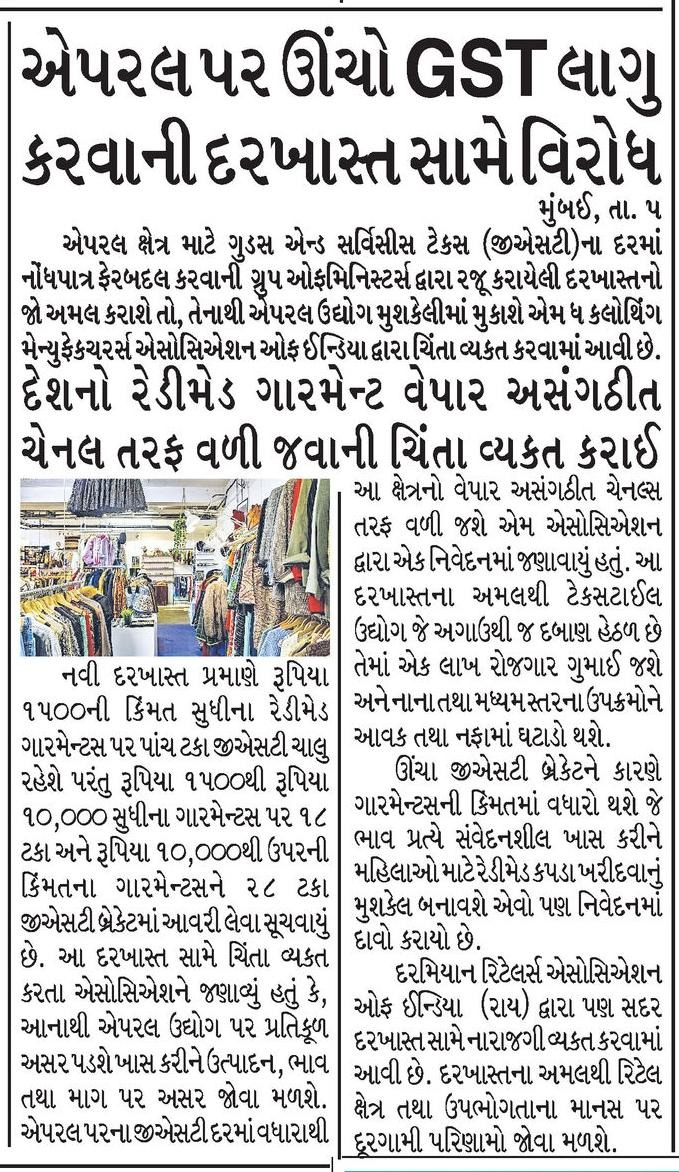 એપરલ પર ઊંચો GST લાગુ
કરવાની દરખાસ્ત સામે વિરોધ
મુંબઈ, તા. ૫
એપરલ ક્ષેત્ર માટે ગુડસ એન્ડ સર્વિસીસ ટેકસ (જીએસટી)ના દરમાં
નોંધપાત્ર ફેરબદલ કરવાની ગ્રુપ ઓફમિનિસ્ટર્સ દ્વારા રજૂ કરાયેલી દરખાસ્તનો
જો અમલ કરાશે તો, તેનાથી એપરલ ઉદ્યોગ મુશકેલીમાં મુકાશે એમ ધ કલોથિંગ
મેન્યુફેકચરર્સ એસોસિએશન ઓફ ઈન્ડિયા દ્વારા ચિંતા વ્યકત કરવામાં આવી છે.
દેશનો રેડીમેડ ગારમેન્ટ વેપાર અસંગઠીત
ચેનલ તરફ વળી જવાની ચિંતા વ્યકત કરાઈ
નવી દરખાસ્ત પ્રમાણે રૂપિયા
૧૫૦૦ની કિંમત સુધીના રેડીમેડ
ગારમેન્ટસ પર પાંચ ટકા જીએસટી ચાલુ
રહેશે પરંતુ રૂપિયા ૧૫૦૦થી રૂપિયા
૧૦,૦૦૦ સુધીના ગારમેન્ટસ પર ૧૮
ટકા અને રૂપિયા ૧૦,૦૦૦થી ઉપરની
કિંમતના ગારમેન્ટસને ૨૮ ટકા
જીએસટી બ્રેકેટમાં આવરી લેવા સૂચવાયું
છે. આ દરખાસ્ત સામે ચિંતા વ્યકત
કરતા એસોસિએશને જણાવ્યું હતું કે,
આનાથી એપરલ ઉદ્યોગ પર પ્રતિકૂળ
અસર પડશે ખાસ કરીને ઉત્પાદન, ભાવ
તથા માગ પર અસર જોવા મળશે.
એપરલ પરના જીએસટી દરમાં વધારાથી
આ ક્ષેત્રનો વેપાર અસંગઠીત ચેનલ્સ
તરફ વળી જશે એમ એસોસિએશન
દ્વારા એક નિવેદનમાં જણાવાયું હતું. આ
દરખાસ્તના અમલથી ટેકસટાઈલ
ઉદ્યોગ જે અગાઉથી જ દબાણ હેઠળ છે
તેમાં એક લાખ રોજગાર ગુમાઈ જશે
અને નાના તથા મધ્યમ સ્તરના ઉપક્રમોને
આવક તથા નફામાં ઘટાડો થશે.
ઊંચા જીએસટી બ્રેકેટને કારણે
ગારમેન્ટસની કિંમતમાં વધારો થશે જે
ભાવ પ્રત્યે સંવેદનશીલ ખાસ કરીને
મહિલાઓ માટે રેડીમેડ કપડા ખરીદવાનું
મુશકેલ બનાવશે એવો પણ નિવેદનમાં
દાવો કરાયો છે.
દરમિયાન રિટેલર્સ એસોસિએશન
ઓફ ઈન્ડિયા (રાય) દ્વારા પણ સદર
દરખાસ્ત સામે નારાજગી વ્યકત કરવામાં
આવી છે. દરખાસ્તના અમલથી રિટેલ
ક્ષેત્ર તથા ઉપભોગતાના માનસ પર
દૂરગામી પરિણામો જોવા મળશે.